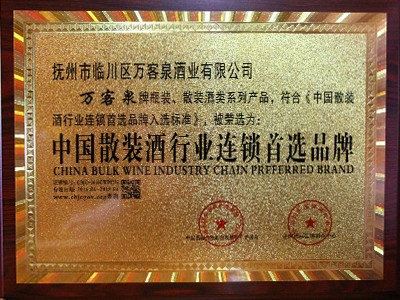 抚州市临川区万客泉酒业有限公司
万客泉牌瓶装、散装酒类系列产品，符合《中国散装
酒行业连锁首选品牌入选标准》，被荣选为：
中国散装酒行业连锁首选品牌
CHINA BULK WINE INDUSTRY CHAIN PREFERRED BRAND